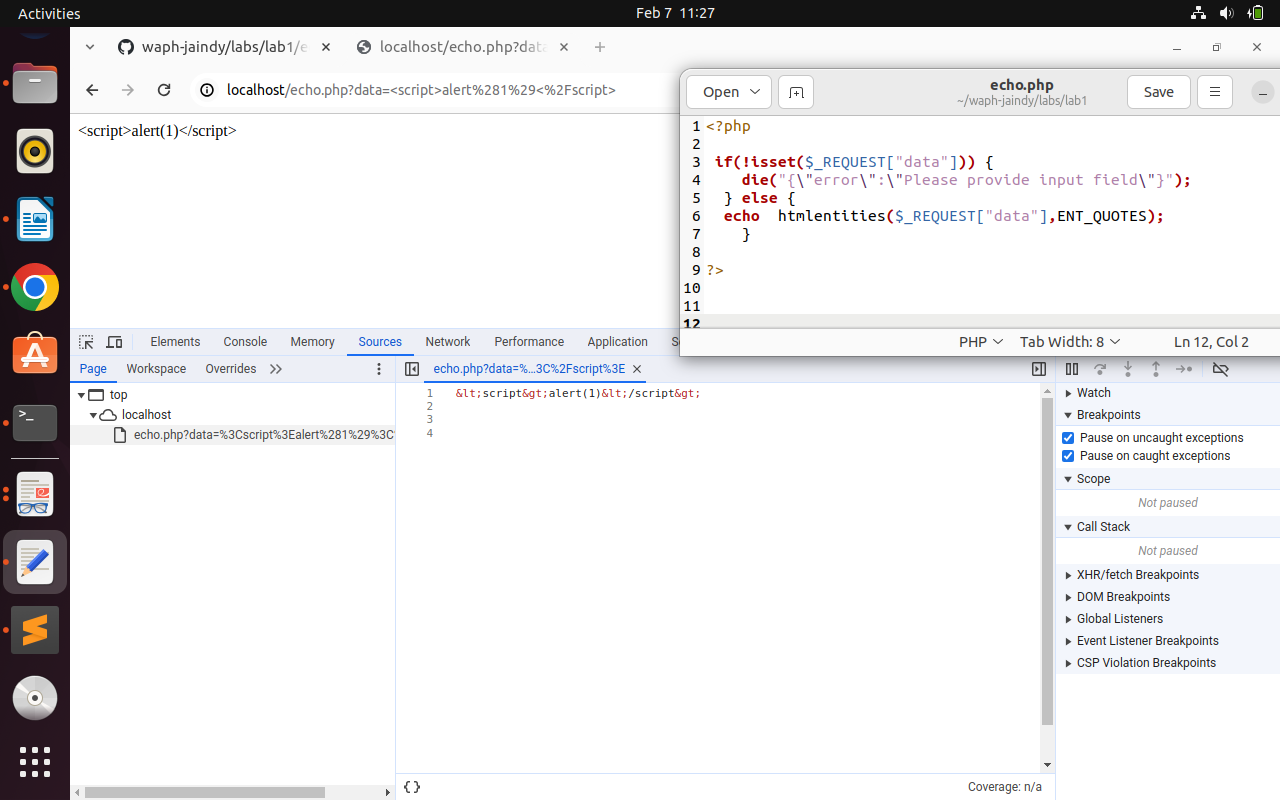 Activities
Feb 7 11:27
waph-jaindy/labs/lab1/e
localhost/echo.php?data
localhost/echo.php?data=<script>alert%281%29<%2Fscript>
<script>alert(1)</script>
Open
echo.php
~/waph-jaindy/labs/lab1
Save
1 <?php
2
3 if(!isset($_REQUEST["data"])) {
4 die("{\"error\":\"Please provide input field\"}");
5 } else {
6 echo htmlentities($_REQUEST["data"],ENT_QUOTES);
7 }
8
9 ?>
10
11
12
PHP
Tab Width: 8
Ln 12, Col 2
Elements
Console
Memory
Sources
Network
Performance
Application
Page
Workspace
Overrides
echo.php?data=%…3C%2Fscript%3E
top
localhost
echo.php?data=%3Cscript%3Ealert%281%29%3C
1 &lt;script&gt;alert(1)&lt;/script&gt;
2
3
4
Watch
Breakpoints
Pause on uncaught exceptions
Pause on caught exceptions
Scope
Not paused
Call Stack
Not paused
XHR/fetch Breakpoints
DOM Breakpoints
Global Listeners
Event Listener Breakpoints
CSP Violation Breakpoints
{}
Coverage: n/a